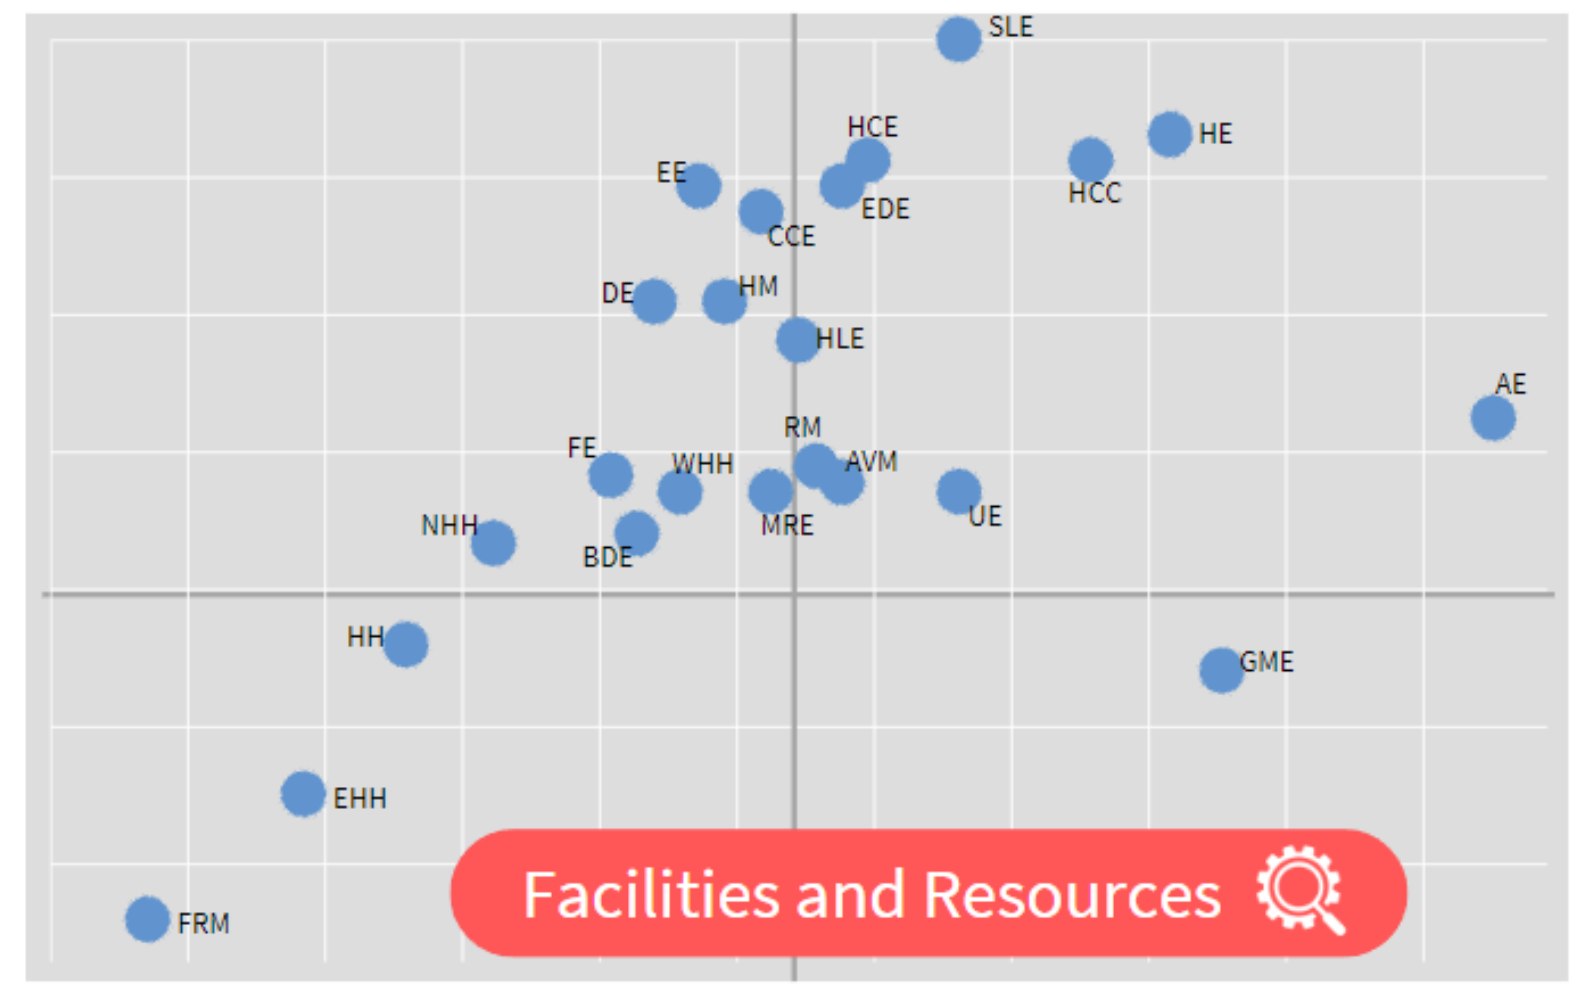 SLE
HCE
HE
EE
HCC
EDE
CCE
HM
DE
HLE
AE
RM
FE
AVM
WHH
UE
NHH
MRE
BDE
HH
GME
EHH
Facilities and Resources
FRM